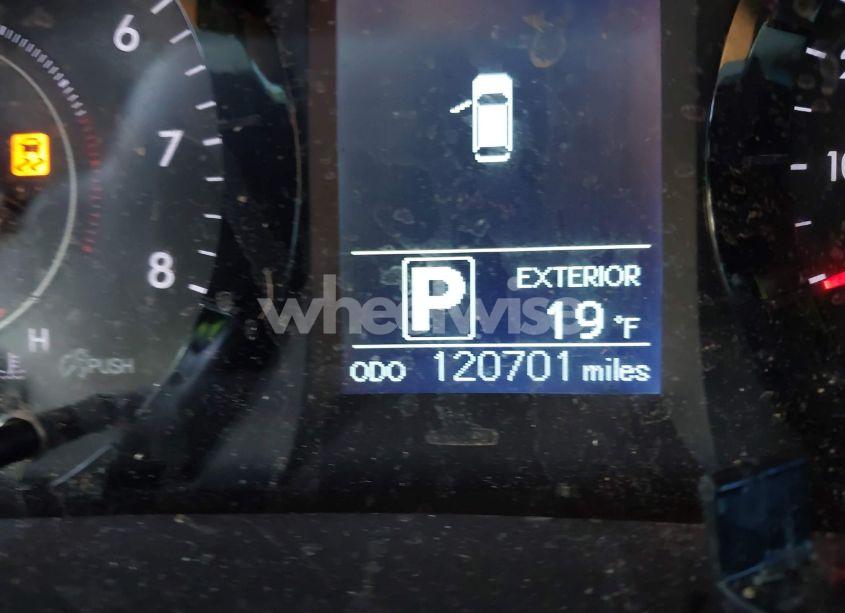 6
7
8
H
PUSH
P
EXTERIOR
19 °F
ODO 120701 miles
wheelwise